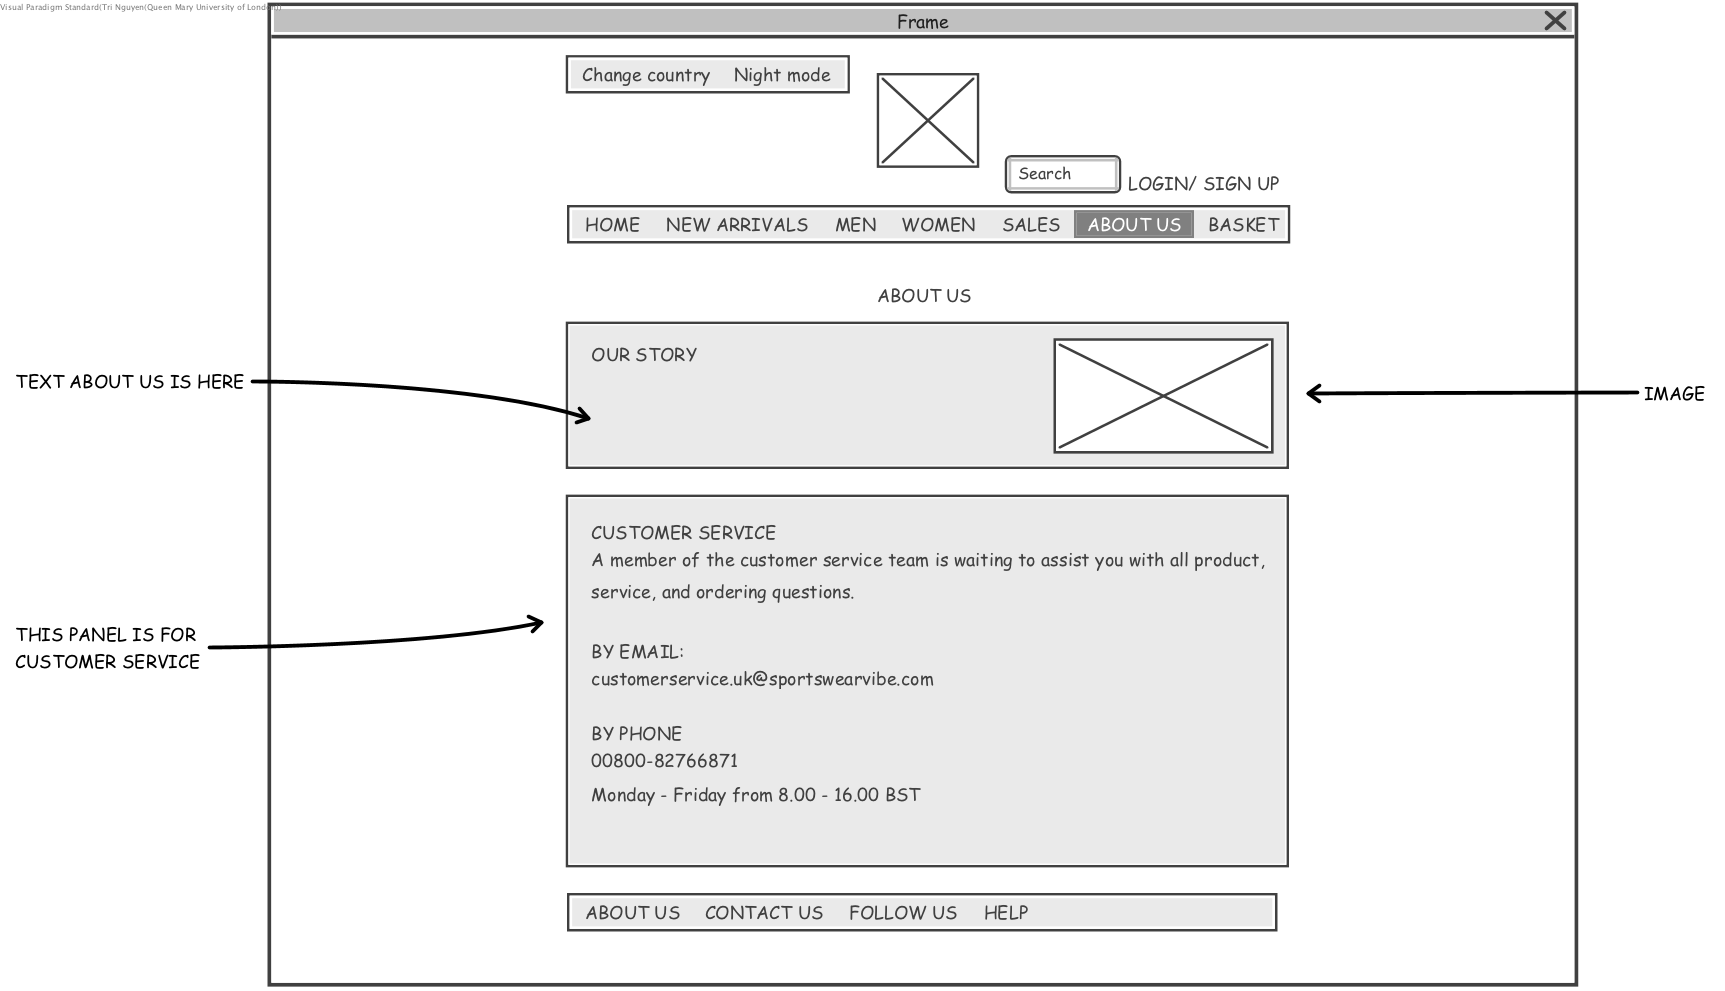 Visual Paradigm Standard(Tri Nguyen(Queen Mary University of London))
Frame
Change country Night mode
Search
LOGIN/ SIGN UP
HOME NEW ARRIVALS MEN WOMEN SALES ABOUT US BASKET
ABOUT US
OUR STORY
TEXT ABOUT US IS HERE
IMAGE
CUSTOMER SERVICE
A member of the customer service team is waiting to assist you with all product,
service, and ordering questions.
THIS PANEL IS FOR
CUSTOMER SERVICE
BY EMAIL:
customerservice.uk@sportswearvibe.com
BY PHONE
00800-82766871
Monday - Friday from 8.00 - 16.00 BST
ABOUT US CONTACT US FOLLOW US HELP